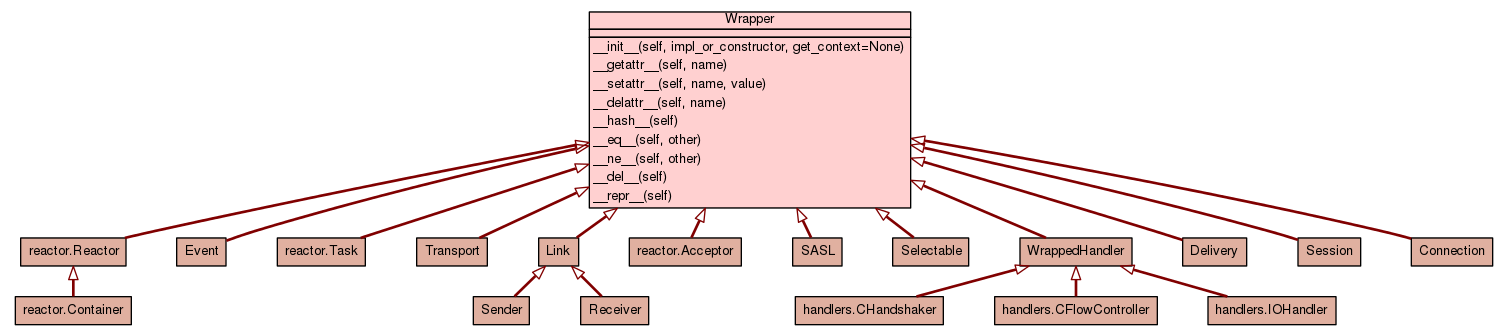 Wrapper
__init__(self, impl_or_constructor, get_context=None)
__getattr__(self, name)
__setattr__(self, name, value)
__delattr__(self, name)
__hash__(self)
__eq__(self, other)
__ne__(self, other)
__del__(self)
__repr__(self)
reactor.Reactor
Event
reactor.Task
Transport
Link
reactor.Acceptor
SASL
Selectable
WrappedHandler
Delivery
Session
Connection
reactor.Container
Sender
Receiver
handlers.CHandshaker
handlers.CFlowController
handlers.IOHandler